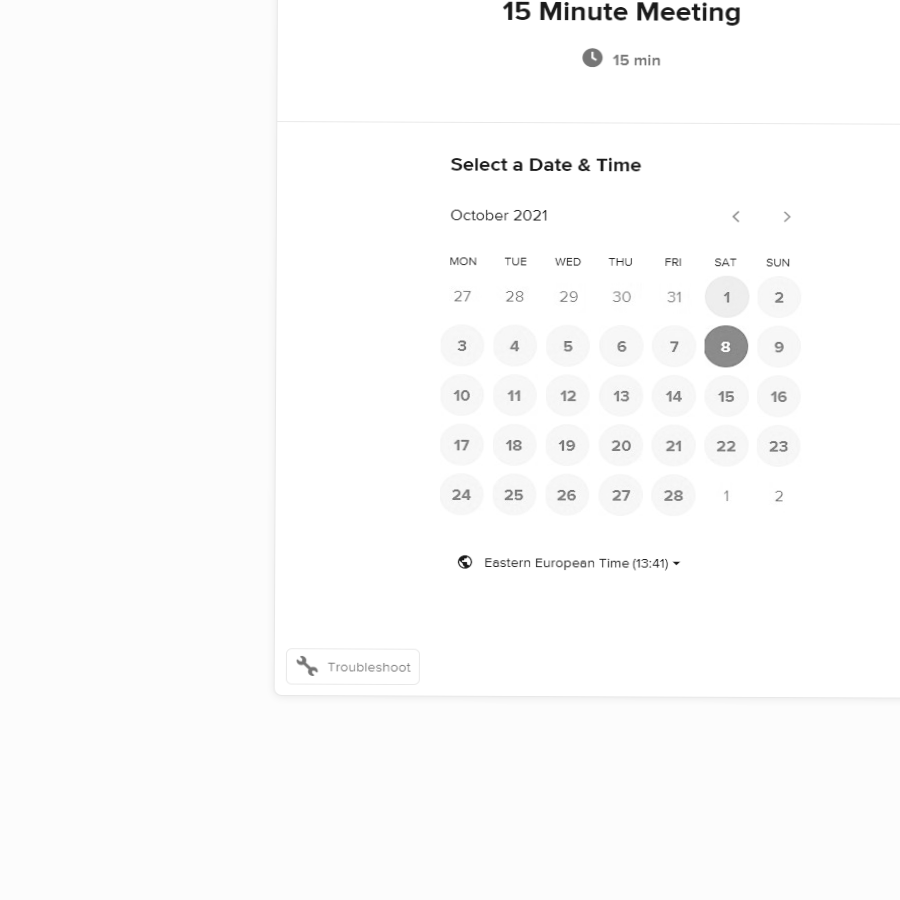 15 Minute Meeting
15 min
Select a Date & Time
October 2021
MON TUE WED THU FRI SAT SUN
27 28 29 30 31 1 2
3 4 5 6 7 8 9
10 11 12 13 14 15 16
17 18 19 20 21 22 23
24 25 26 27 28 1 2
Eastern European Time (13:41)
Troubleshoot